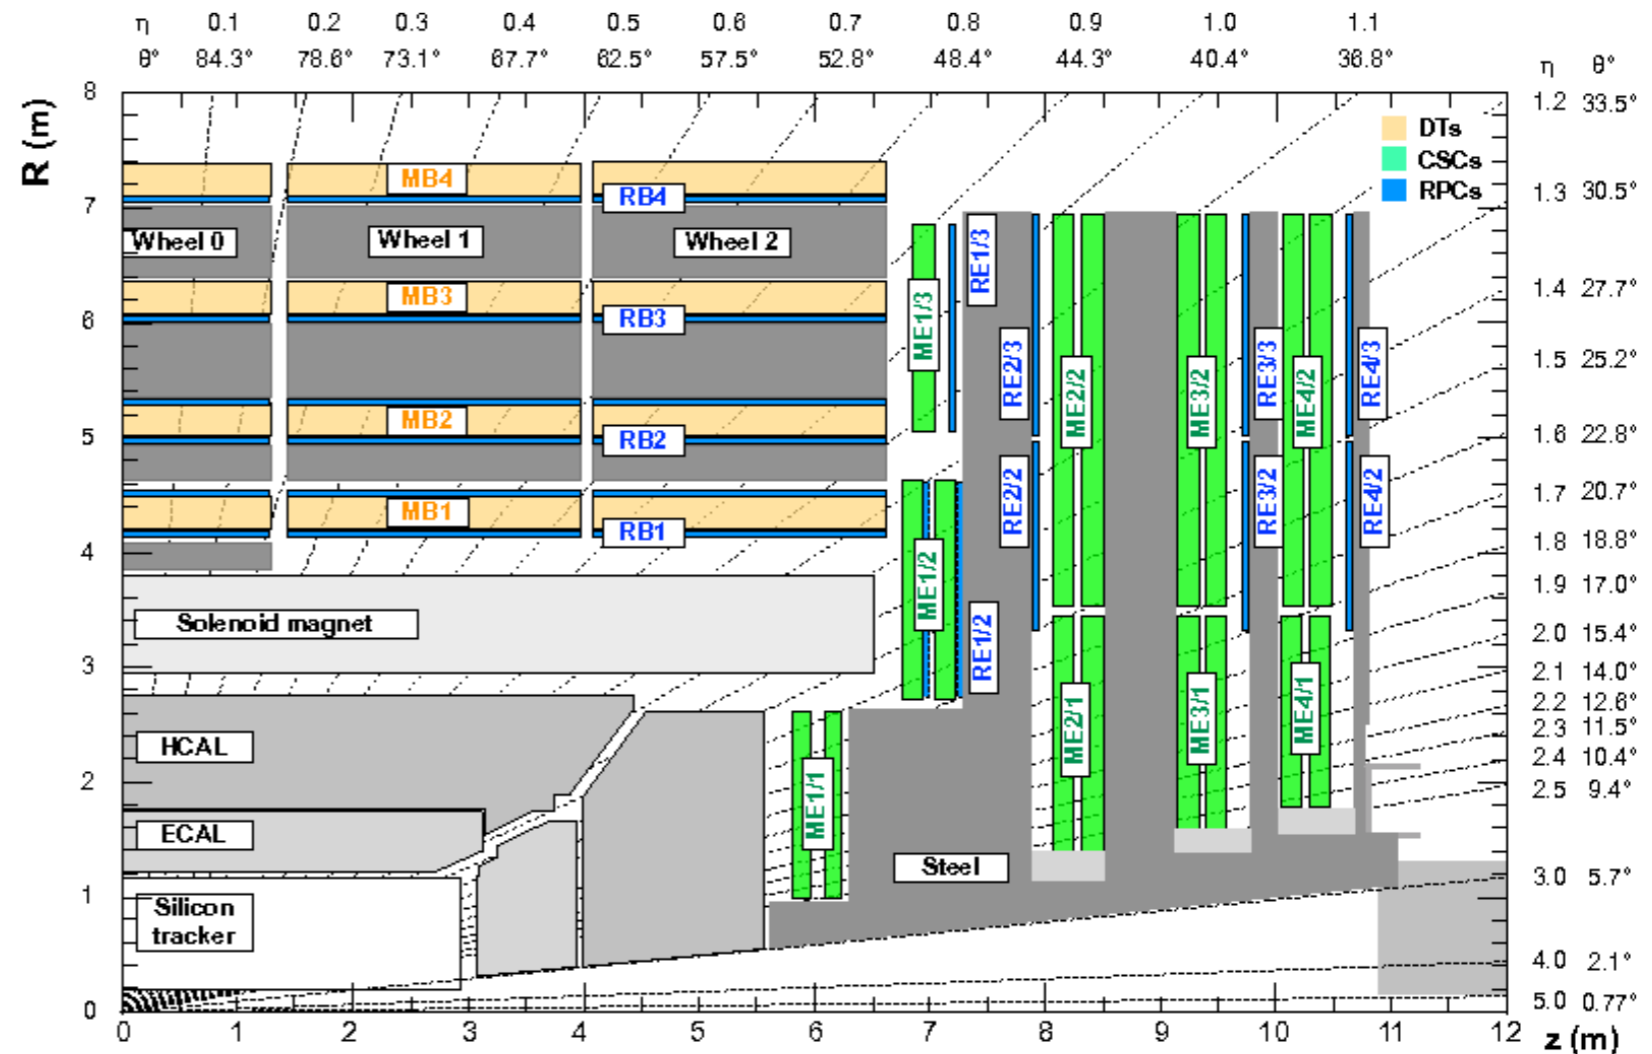 η 0.1 0.2 0.3 0.4 0.5 0.6 0.7 0.8 0.9 1.0 1.1
θ° 84.3° 78.6° 73.1° 67.7° 62.5° 57.5° 52.8° 48.4° 44.3° 40.4° 36.8°
η θ°
R (m)
8
7
6
5
4
3
2
1
0
1.2 33.5°
1.3 30.5°
1.4 27.7°
1.5 25.2°
1.6 22.8°
1.7 20.7°
1.8 18.8°
1.9 17.0°
2.0 15.4°
2.1 14.0°
2.2 12.6°
2.3 11.5°
2.4 10.4°
2.5 9.4°
3.0 5.7°
4.0 2.1°
5.0 0.77°
DTs
CSCs
RPCs
MB4
RB4
Wheel 0
Wheel 1
Wheel 2
MB3
RB3
MB2
RB2
MB1
RB1
Solenoid magnet
HCAL
ECAL
Silicon
tracker
Steel
ME1/3
RE1/3
ME1/2
RE1/2
ME1/1
RE2/3
RE2/2
ME2/2
ME2/1
ME3/2
ME3/1
RE3/3
RE3/2
ME4/2
ME4/1
RE4/3
RE4/2
0 1 2 3 4 5 6 7 8 9 10 11 12
z (m)